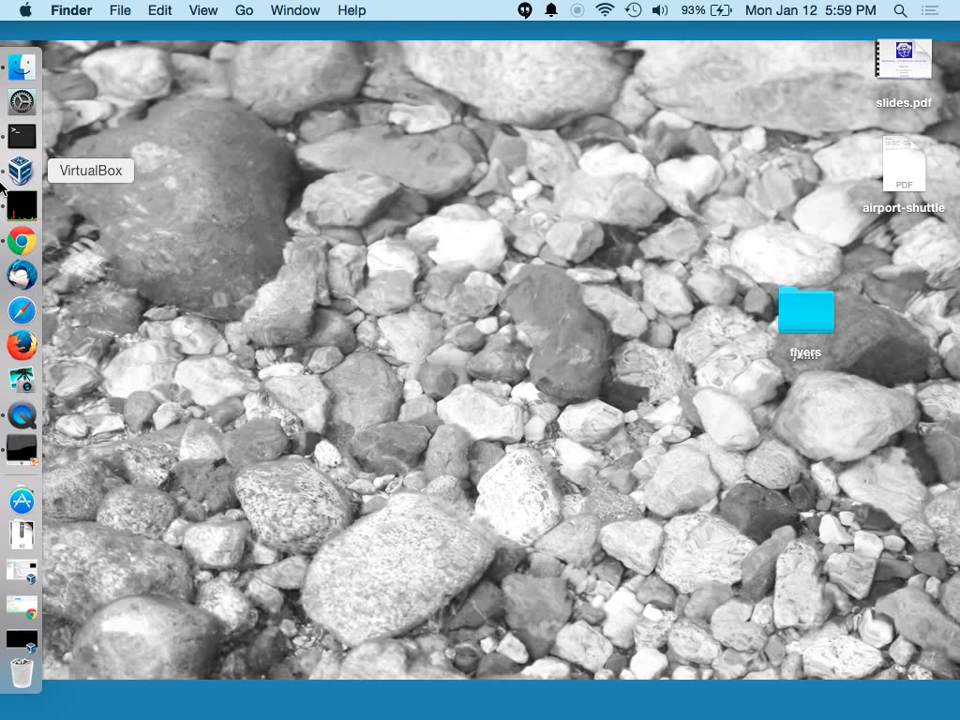 Finder File Edit View Go Window Help 93% Mon Jan 12 5:59 PM
slides.pdf
VirtualBox
PDF
airport-shuttle
flyers